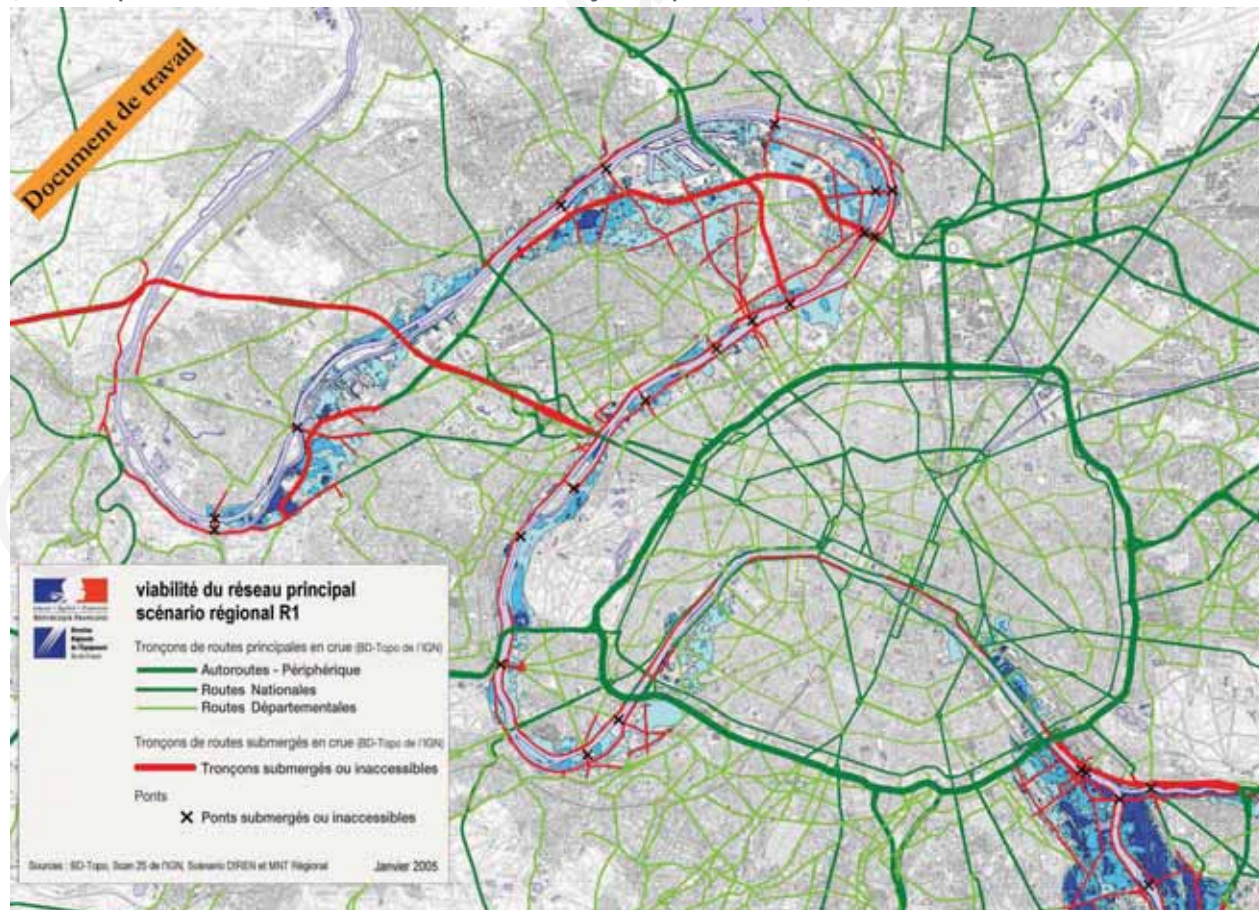 Document de travail
viabilité du réseau principal
scénario régional R1
Tronçons de routes principales en crue (BD-Topo de l'IGN)
Autoroutes - Périphérique
Routes Nationales
Routes Départementales
Tronçons de routes submergés en crue (BD-Topo de l'IGN)
Tronçons submergés ou inaccessibles
Ponts
Ponts submergés ou inaccessibles
Sources : BD-Topo, Scan 25 de l'IGN, Scénario DIREN et MNT Régional
Janvier 2005